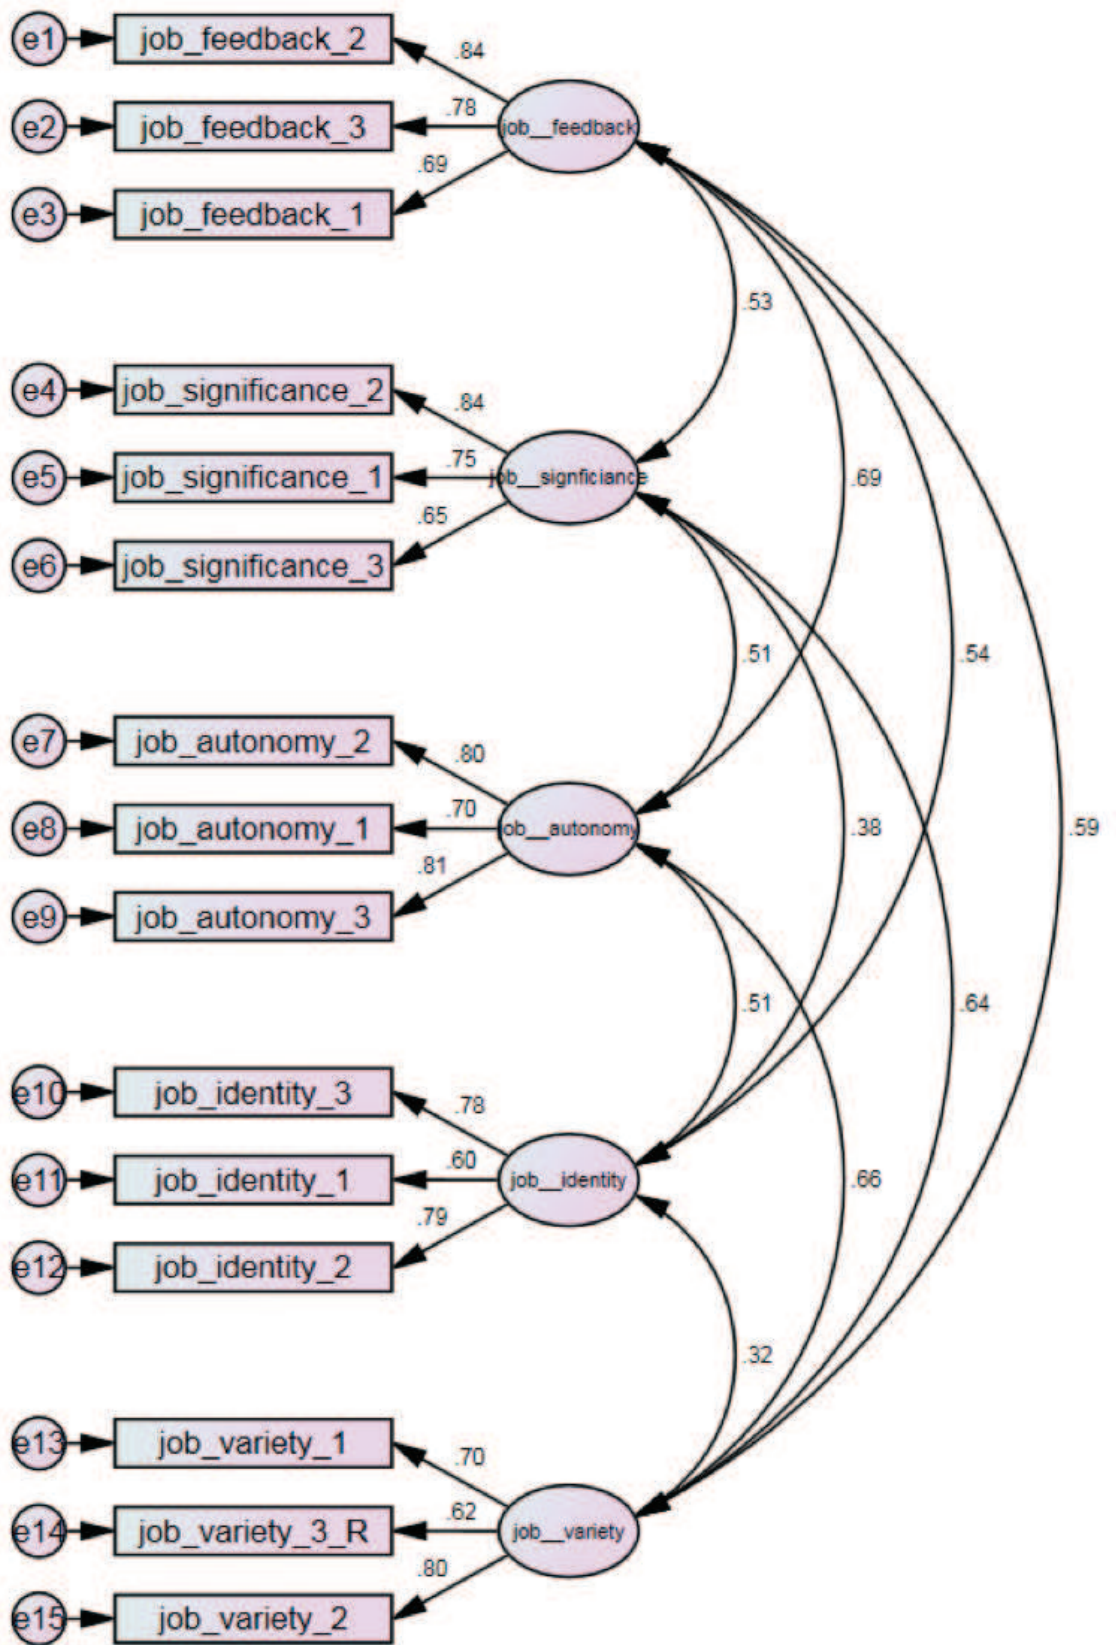 e1 job_feedback_2 .84
e2 job_feedback_3 .78 job__feedback
e3 job_feedback_1 .69
.53
e4 job_significance_2 .84
e5 job_significance_1 .75 job__signficiance .69
e6 job_significance_3 .65
.51 .54
e7 job_autonomy_2 .80
e8 job_autonomy_1 .70 ob__autonomy .38 .59
e9 job_autonomy_3 .81
.51 .64
e10 job_identity_3 .78
e11 job_identity_1 .60 job__identity .66
e12 job_identity_2 .79
.32
e13 job_variety_1 .70
e14 job_variety_3_R .62 job__variety
e15 job_variety_2 .80